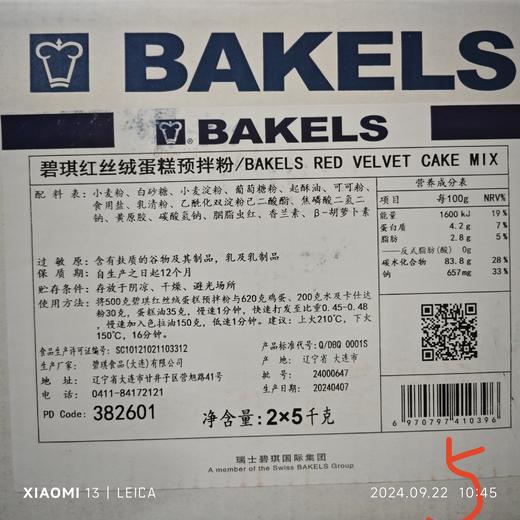 BAKELS
BAKELS
碧琪红丝绒蛋糕预拌粉/BAKELS RED VELVET CAKE MIX
配 料 表：小麦粉、白砂糖、小麦淀粉、葡萄糖粉、起酥油、可可粉、
食用盐、乳清粉、乙酰化双淀粉己二酸酯、焦磷酸二氢二
钠、黄原胶、碳酸氢钠、胭脂虫红、香兰素、β-胡萝卜素
过 敏 原：含有麸质的谷物及其制品，乳及乳制品
保 质 期：自生产之日起12个月
贮存条件：存放于阴凉、干燥、避光场所
使用方法：将500克碧琪红丝绒蛋糕预拌粉与620克鸡蛋、200克水及卡仕达
粉30克，蛋糕油35克，慢速1分钟，快速打发至比重0.45-0.48
，慢速加入色拉油150克，低速1分钟。建议：上火210℃，下火
150℃，16分钟。
营养成分表
项目 每100g NRV%
能量 1600 kJ 19 %
蛋白质 4.2 g 7 %
脂肪 2.8 g 5 %
——反式脂肪(酸) 0g
碳水化合物 83.8 g 28 %
钠 657 mg 33 %
食品生产许可证编号：SC10121021103312
产品标准代号：Q/DBQ 0001S
生产厂家：碧琪食品(大连)有限公司
产 地：辽宁省 大连市
地 址：辽宁省大连市甘井子区营旭路41号
批 号：24000647
电 话：0411-84172121
生产日期：20240407
PD Code: 382601
净含量：2×5千克
6 970797 410396
瑞士碧琪国际集团
A member of the Swiss BAKELS Group
5
XIAOMI 13 | LEICA
2024.09.22 10:45